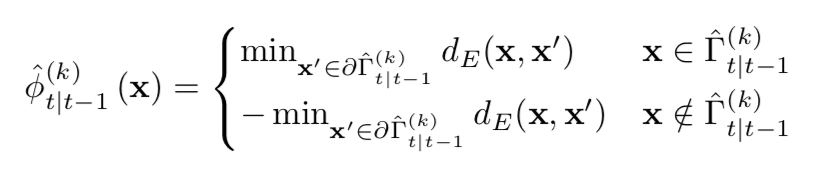 \hat{\phi}^{(k)}_{t|t-1}(\mathbf{x}) = \begin{cases} \min_{\mathbf{x}' \in \partial\hat{\Gamma}^{(k)}_{t|t-1}} d_E(\mathbf{x}, \mathbf{x}') & \mathbf{x} \in \hat{\Gamma}^{(k)}_{t|t-1} \\ -\min_{\mathbf{x}' \in \partial\hat{\Gamma}^{(k)}_{t|t-1}} d_E(\mathbf{x}, \mathbf{x}') & \mathbf{x} \notin \hat{\Gamma}^{(k)}_{t|t-1} \end{cases}